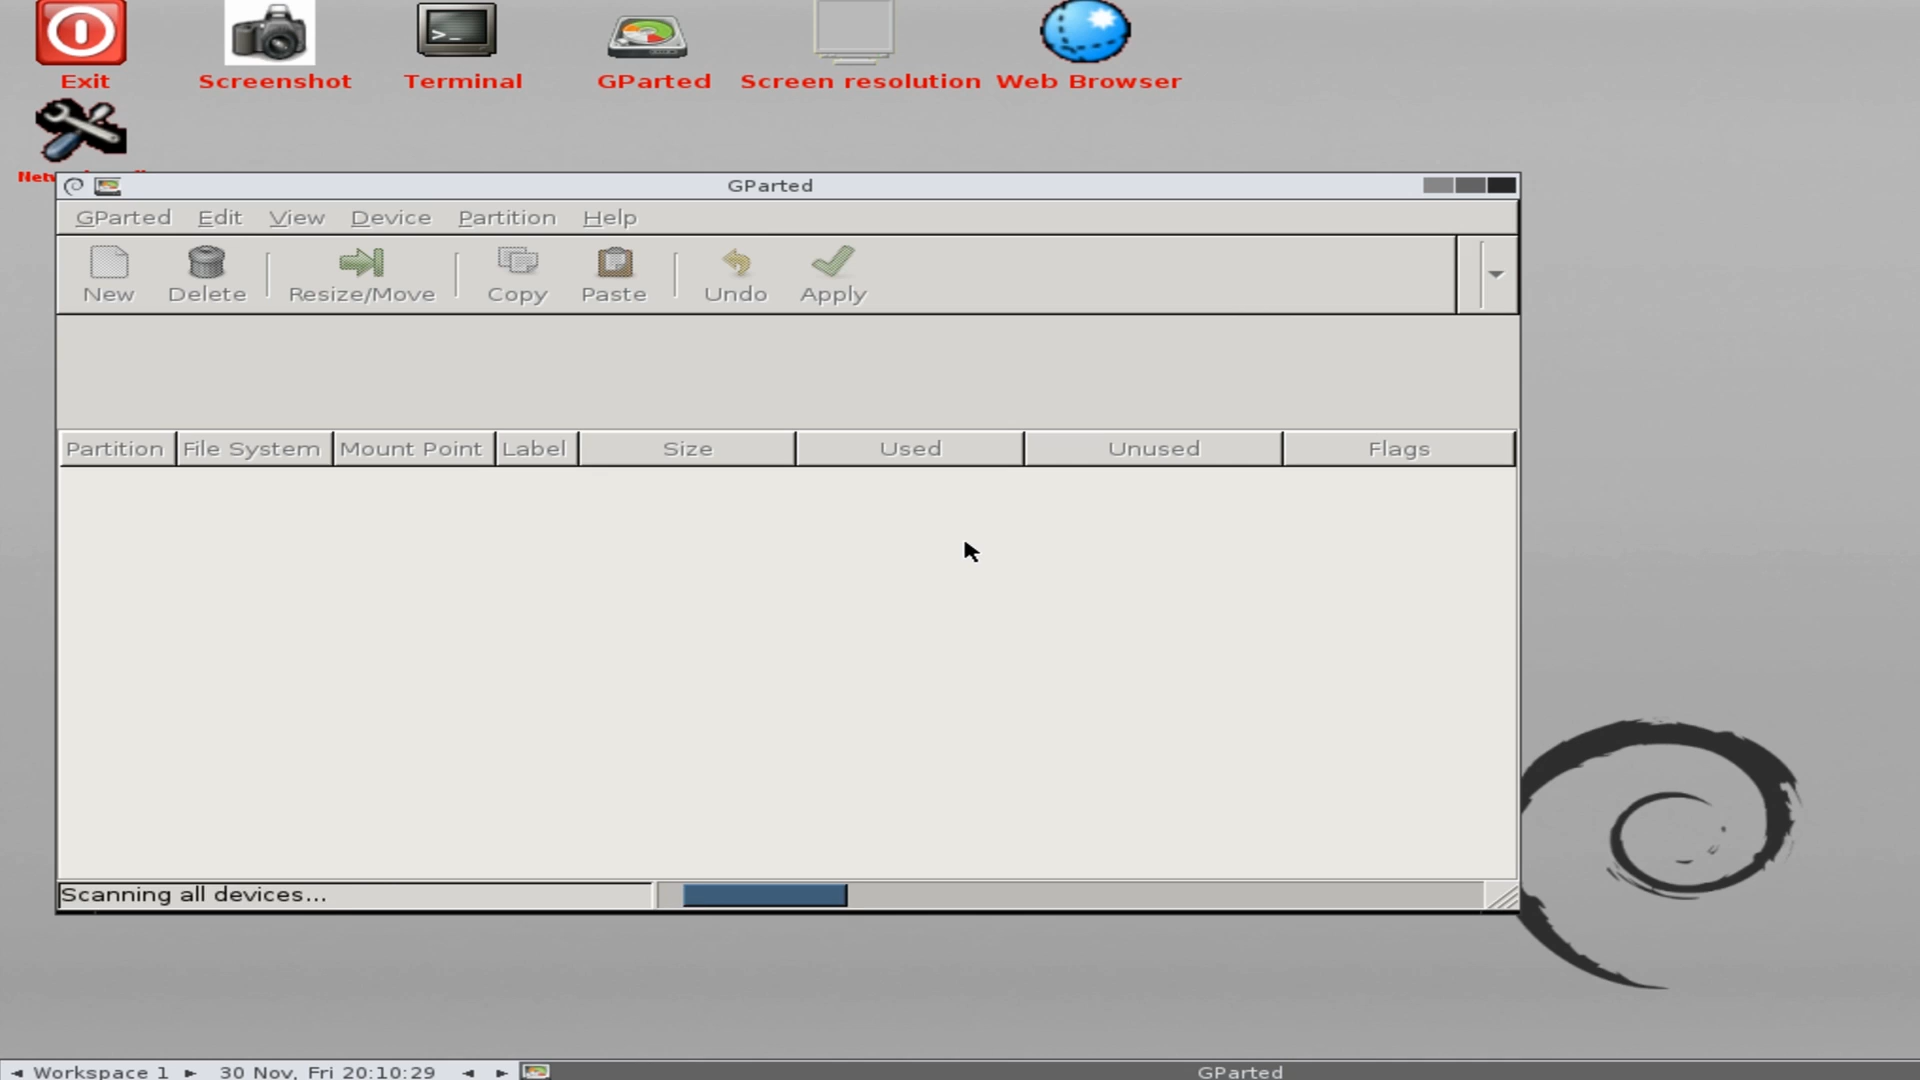 Exit Screenshot Terminal GParted Screen resolution Web Browser
GParted
GParted Edit View Device Partition Help
New Delete Resize/Move Copy Paste Undo Apply
Partition File System Mount Point Label Size Used Unused Flags
Scanning all devices...
Workspace 1 30 Nov, Fri 20:10:29 GParted